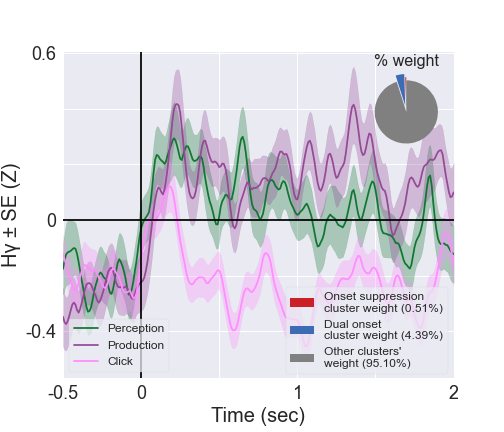 % weight
0.6
0
-0.4
Hγ ± SE (Z)
Perception
Production
Click
Onset suppression
cluster weight (0.51%)
Dual onset
cluster weight (4.39%)
Other clusters'
weight (95.10%)
-0.5
0
1
2
Time (sec)